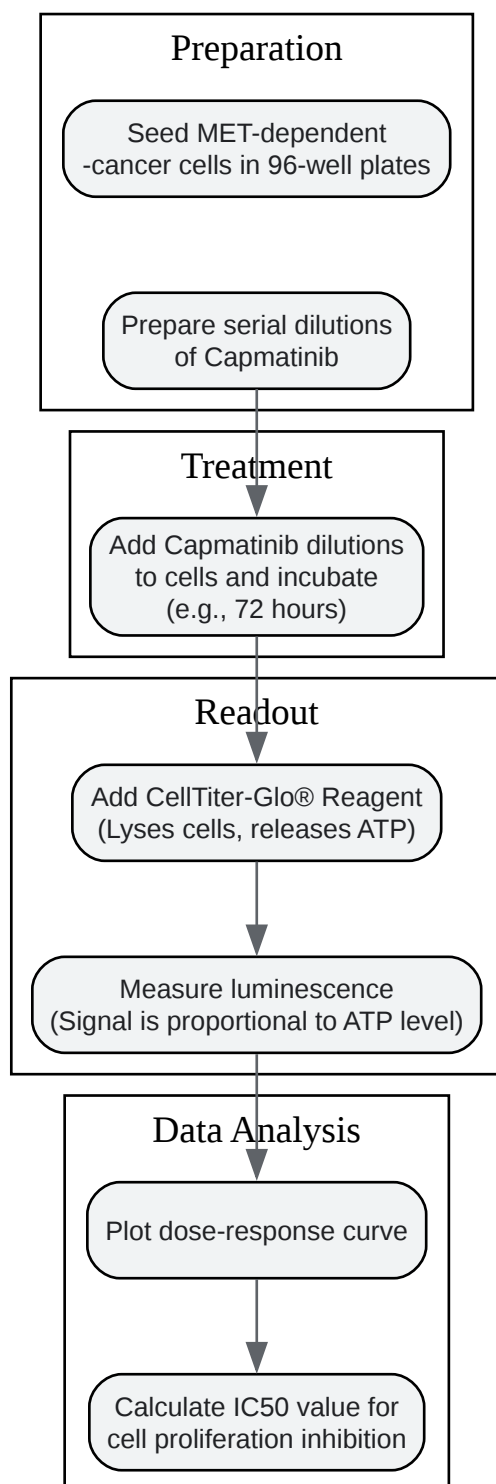 Preparation
Seed MET-dependent
-cancer cells in 96-well plates
Prepare serial dilutions
of Capmatinib
Treatment
Add Capmatinib dilutions
to cells and incubate
(e.g., 72 hours)
Readout
Add CellTiter-Glo® Reagent
(Lyses cells, releases ATP)
Measure luminescence
(Signal is proportional to ATP level)
Data Analysis
Plot dose-response curve
Calculate IC50 value for
cell proliferation inhibition